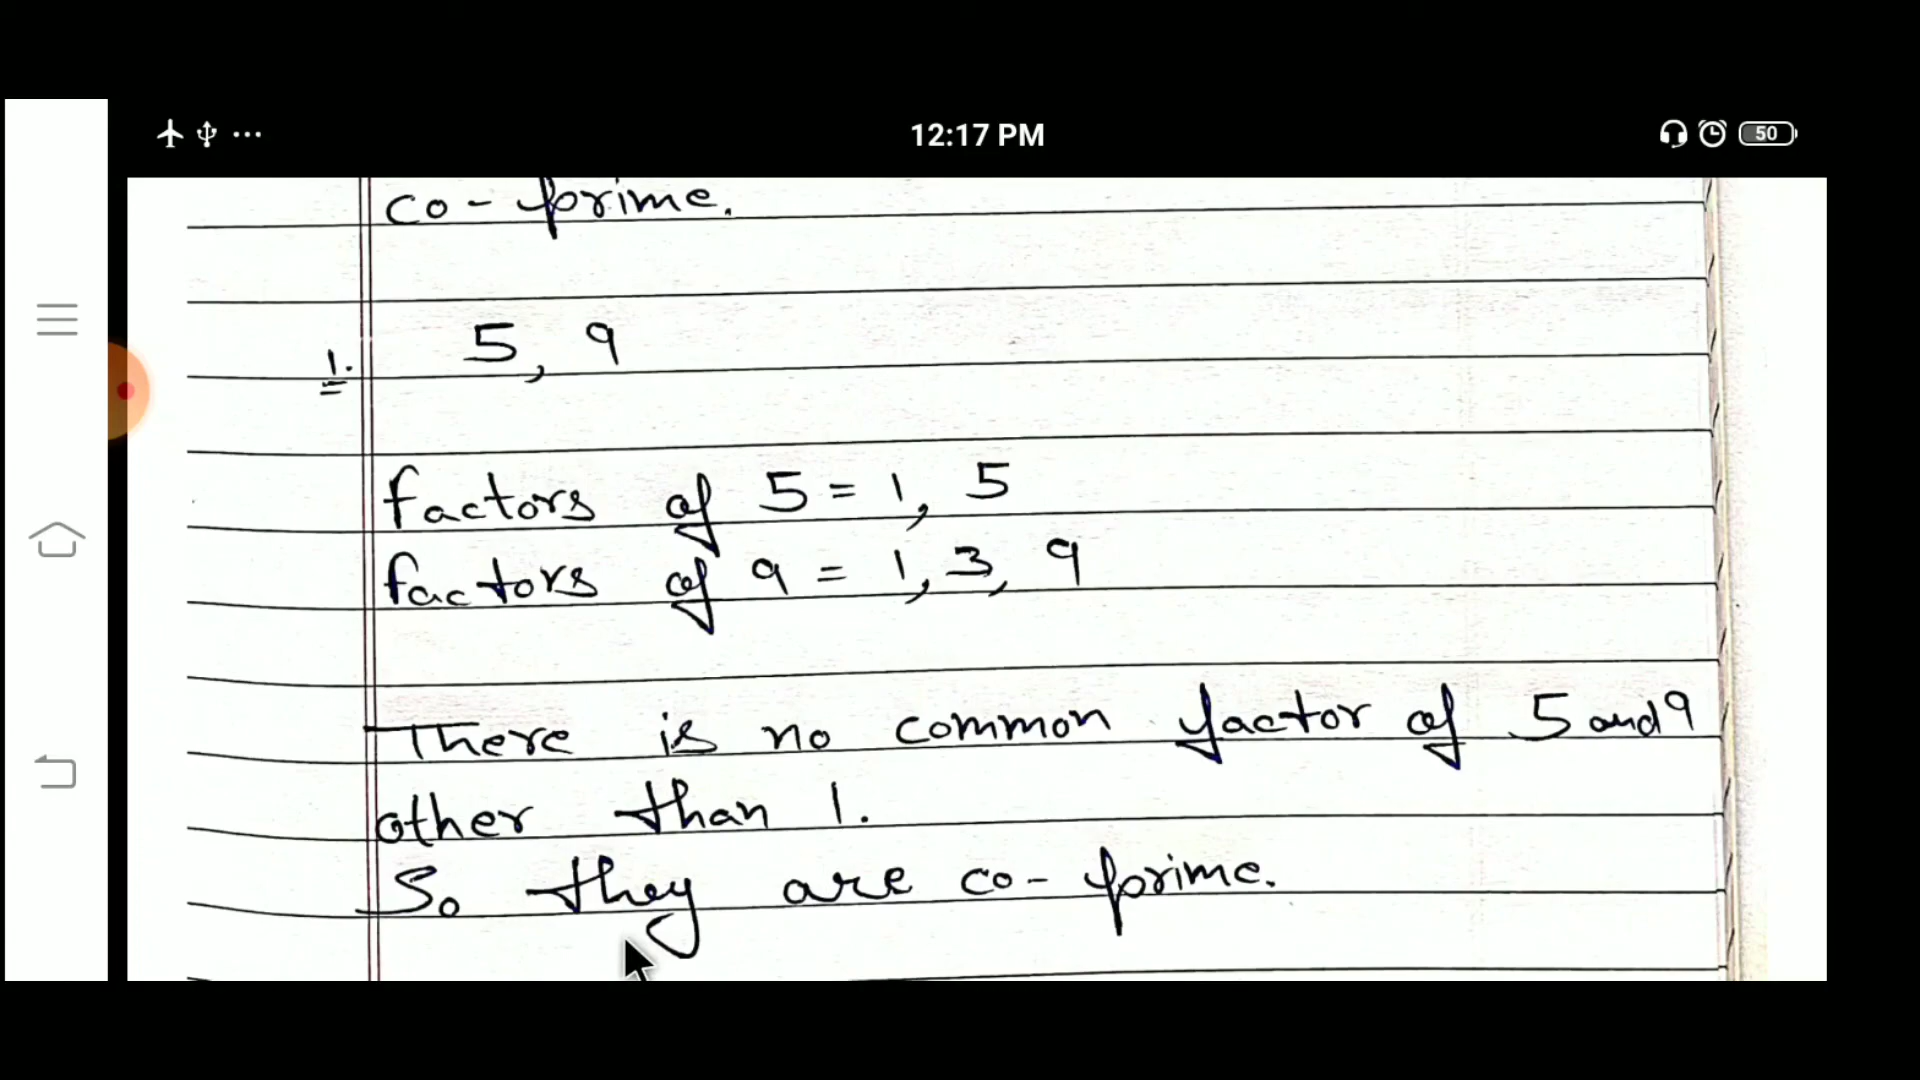 12:17 PM
50
co-prime.
1. 5, 9
factors of 5 = 1, 5
factors of 9 = 1, 3, 9
There is no common factor of 5 and 9
other than 1.
So they are co-prime.